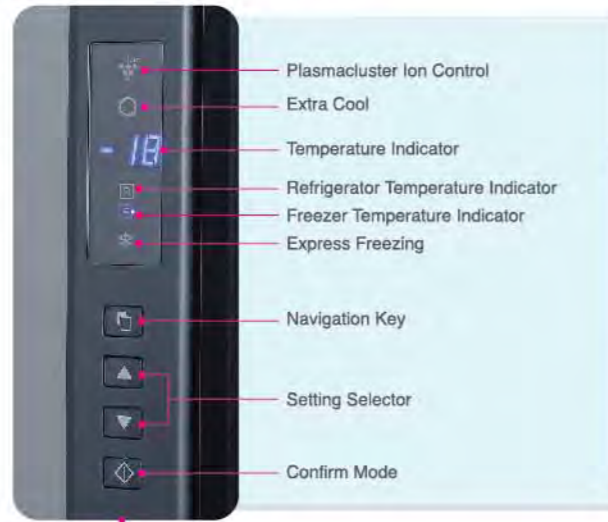 Plasmacluster Ion Control
Extra Cool
-18
Temperature Indicator
Refrigerator Temperature Indicator
Freezer Temperature Indicator
Express Freezing
Navigation Key
Setting Selector
Confirm Mode